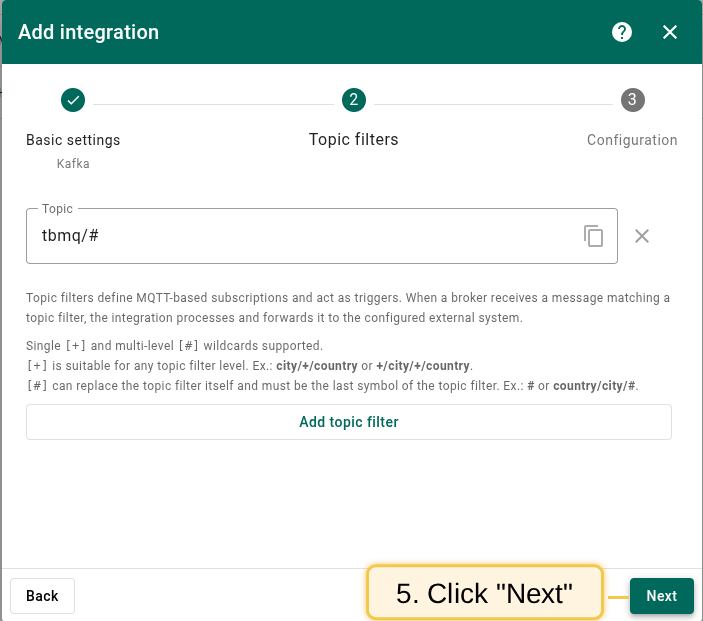 Add integration
?
2
3
Basic settings
Topic filters
Configuration
Kafka
Topic
tbmq/#
Topic filters define MQTT-based subscriptions and act as triggers. When a broker receives a message matching a
topic filter, the integration processes and forwards it to the configured external system.
Single [+] and multi-level [#] wildcards supported.
[+] is suitable for any topic filter level. Ex.: city/+/country or +/city/+/country.
[#] can replace the topic filter itself and must be the last symbol of the topic filter. Ex.: # or country/city/#.
Add topic filter
Back
5. Click "Next"
Next